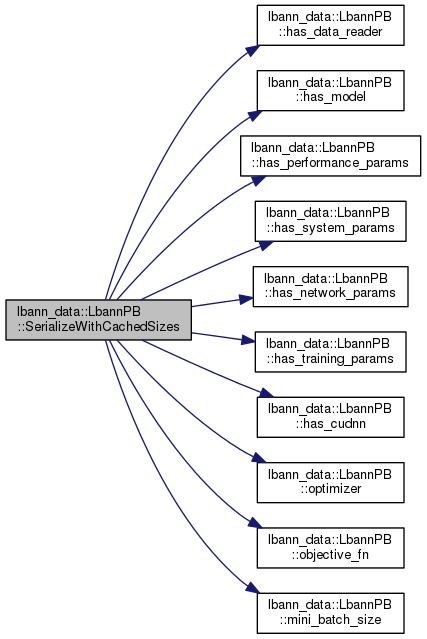 lbann_data::LbannPB
::SerializeWithCachedSizes
lbann_data::LbannPB
::has_data_reader
lbann_data::LbannPB
::has_model
lbann_data::LbannPB
::has_performance_params
lbann_data::LbannPB
::has_system_params
lbann_data::LbannPB
::has_network_params
lbann_data::LbannPB
::has_training_params
lbann_data::LbannPB
::has_cudnn
lbann_data::LbannPB
::optimizer
lbann_data::LbannPB
::objective_fn
lbann_data::LbannPB
::mini_batch_size